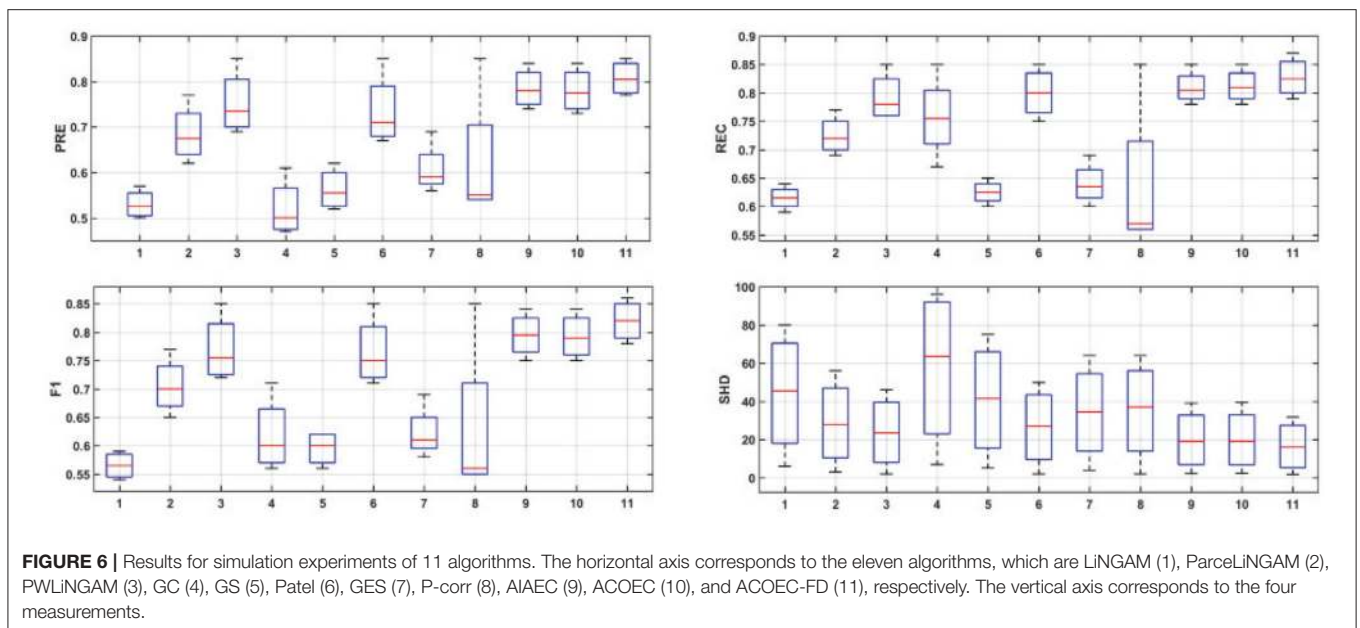 0.9
0.8
0.7
0.6
0.5
PRE
1 2 3 4 5 6 7 8 9 10 11
0.9
0.85
0.8
0.75
0.7
0.65
0.6
0.55
REC
1 2 3 4 5 6 7 8 9 10 11
0.85
0.8
0.75
0.7
0.65
0.6
0.55
F1
1 2 3 4 5 6 7 8 9 10 11
100
80
60
40
20
0
SHD
1 2 3 4 5 6 7 8 9 10 11
FIGURE 6 | Results for simulation experiments of 11 algorithms. The horizontal axis corresponds to the eleven algorithms, which are LiNGAM (1), ParceLiNGAM (2),
PWLiNGAM (3), GC (4), GS (5), Patel (6), GES (7), P-corr (8), AIAEC (9), ACOEC (10), and ACOEC-FD (11), respectively. The vertical axis corresponds to the four
measurements.